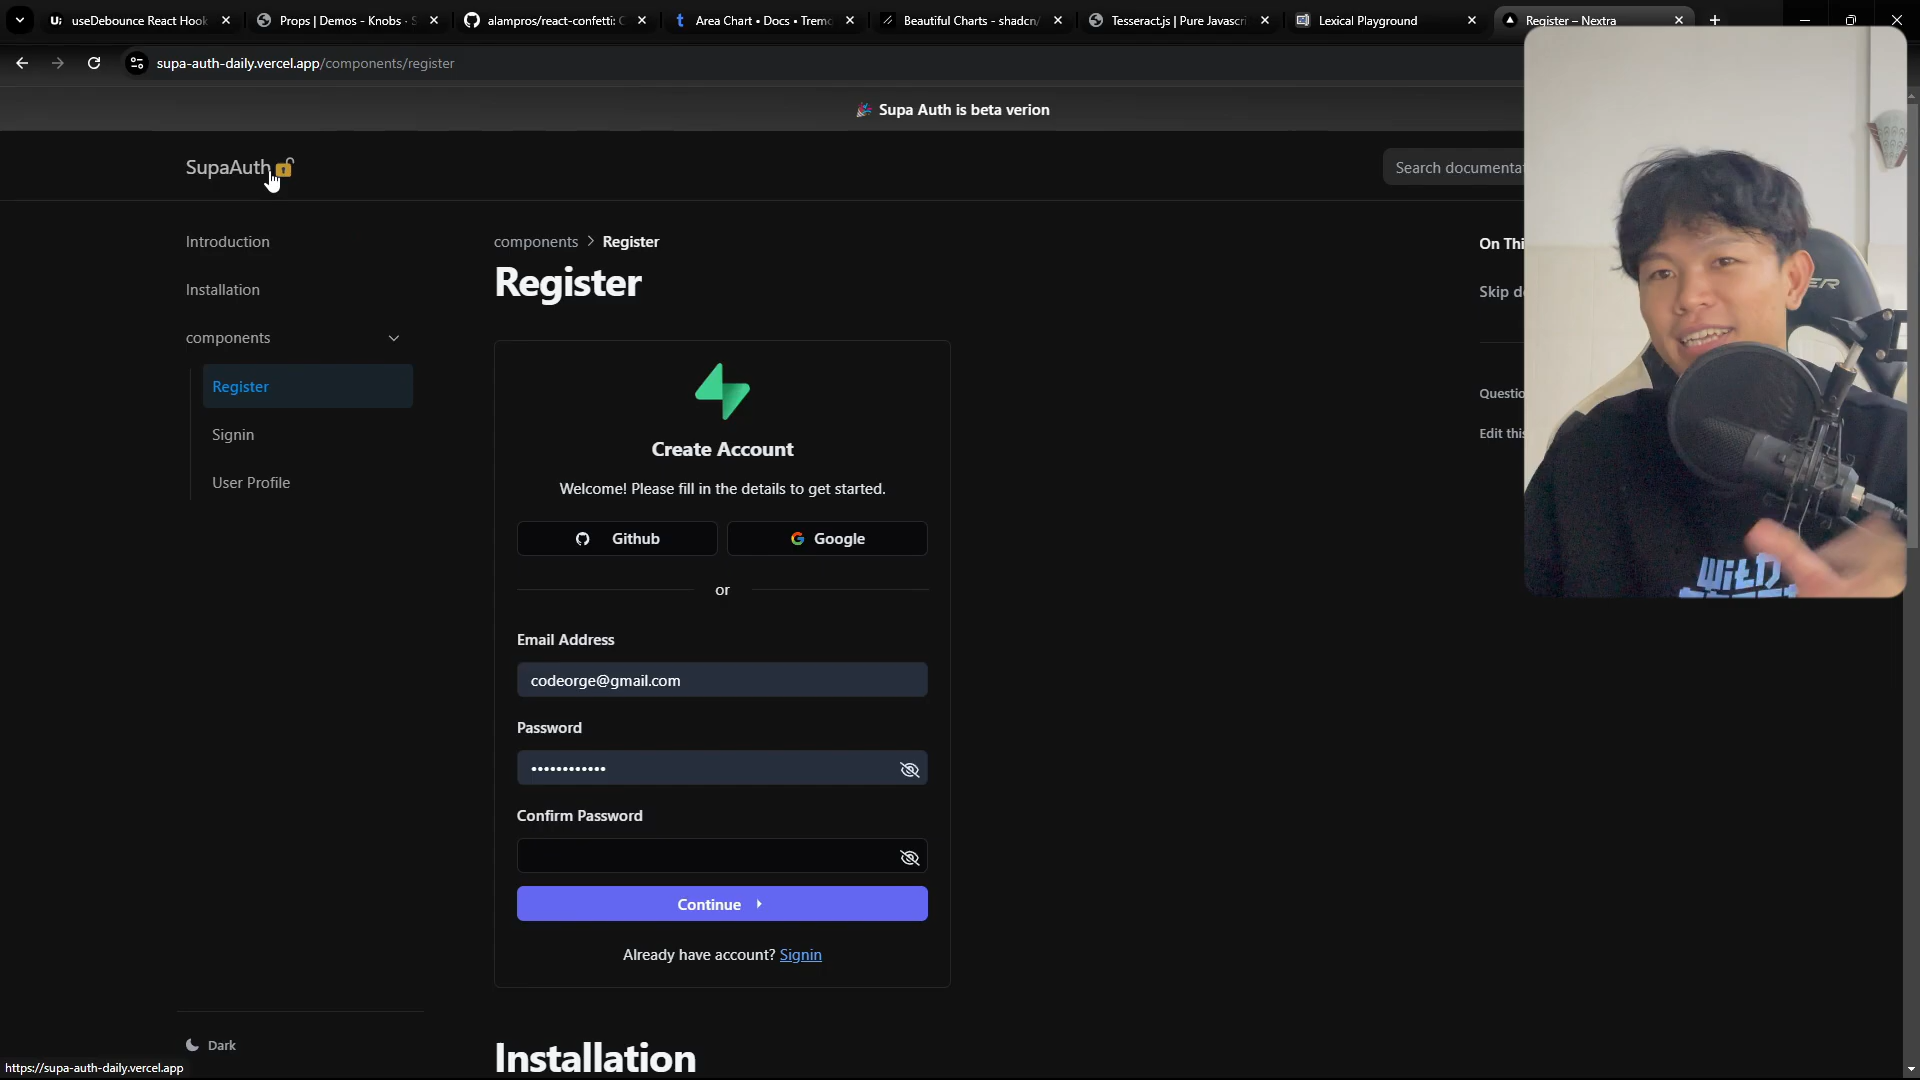 useDebounce React Hook
Props | Demos - Knobs · S
alampros/react-confetti: C
Area Chart • Docs • Tremo
Beautiful Charts - shadcn/
Tesseract.js | Pure Javascri
Lexical Playground
Register – Nextra
supa-auth-daily.vercel.app/components/register
🎉 Supa Auth is beta verion
SupaAuth🔓
Search documentat
Introduction
Installation
components
Register
Signin
User Profile
Dark
components > Register
Register
Create Account
Welcome! Please fill in the details to get started.
Github
Google
or
Email Address
codeorge@gmail.com
Password
••••••••••••
Confirm Password
Continue
Already have account? Signin
Installation
On Thi
Skip d
Questio
Edit this
WILD
https://supa-auth-daily.vercel.app